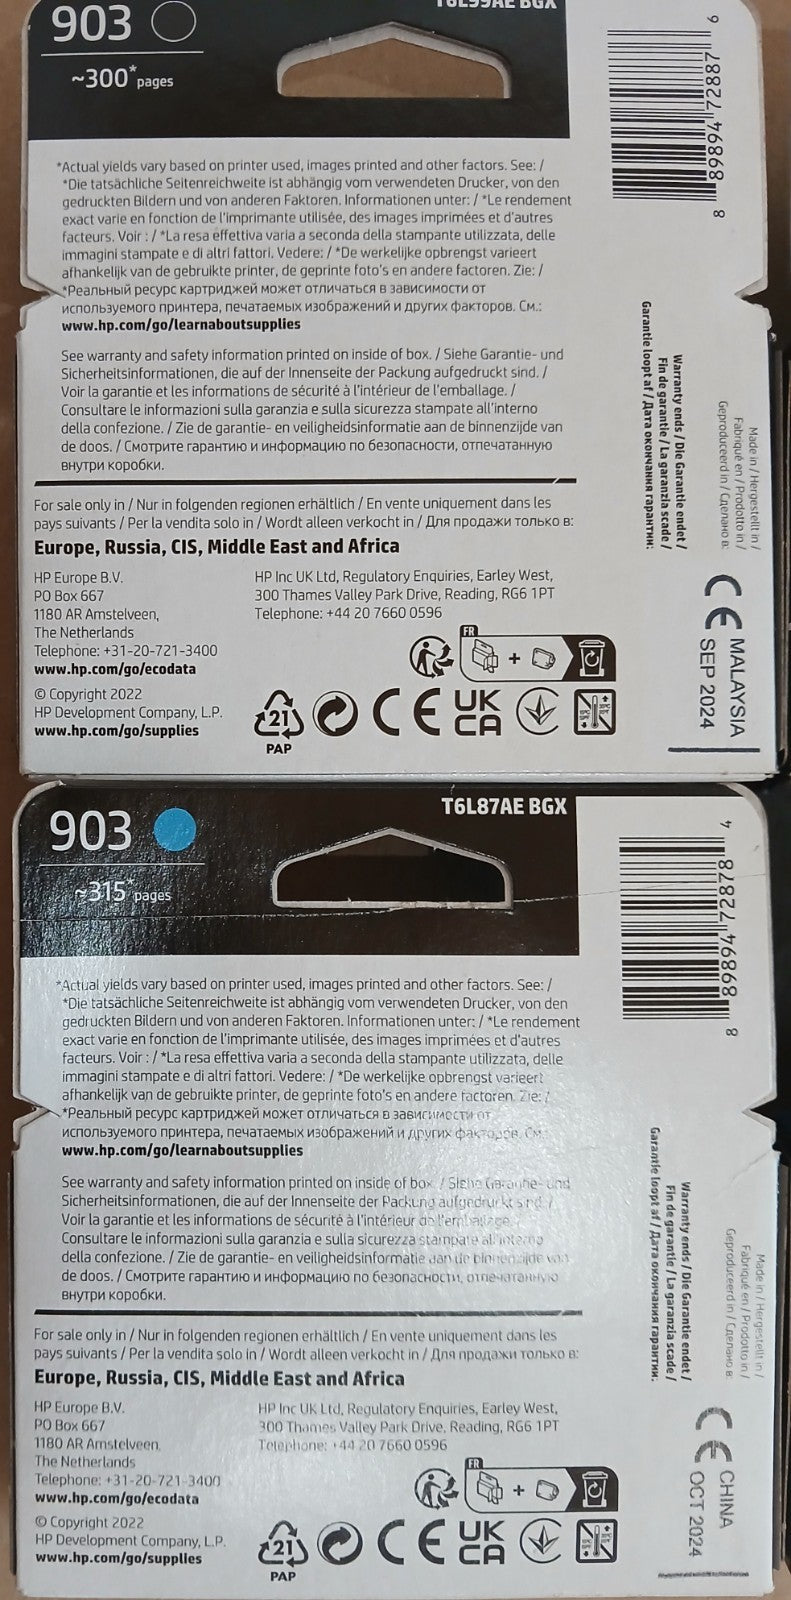 903
T6L99AE BGX
~300* pages
*Actual yields vary based on printer used, images printed and other factors. See: /
*Die tatsächliche Seitenreichweite ist abhängig vom verwendeten Drucker, von den
gedruckten Bildern und von anderen Faktoren. Informationen unter: / *Le rendement
exact varie en fonction de l'imprimante utilisée, des images imprimées et d'autres
facteurs. Voir : / *La resa effettiva varia a seconda della stampante utilizzata, delle
immagini stampate e di altri fattori. Vedere: / *De werkelijke opbrengst varieert
afhankelijk van de gebruikte printer, de geprinte foto's en andere factoren. Zie: /
*Реальный ресурс картриджей может отличаться в зависимости от
используемого принтера, печатаемых изображений и других факторов. См.:
www.hp.com/go/learnaboutsupplies
See warranty and safety information printed on inside of box. / Siehe Garantie- und
Sicherheitsinformationen, die auf der Innenseite der Packung aufgedruckt sind. /
Voir la garantie et les informations de sécurité à l'intérieur de l'emballage. /
Consultare le informazioni sulla garanzia e sulla sicurezza stampate all'interno
della confezione. / Zie de garantie- en veiligheidsinformatie aan de binnenzijde van
de doos. / Смотрите гарантию и информацию по безопасности, отпечатанную
внутри коробки.
For sale only in / Nur in folgenden regionen erhältlich / En vente uniquement dans les
pays suivants / Per la vendita solo in / Wordt alleen verkocht in / Для продажи только в:
Europe, Russia, CIS, Middle East and Africa
HP Europe B.V.
PO Box 667
1180 AR Amstelveen,
The Netherlands
Telephone: +31-20-721-3400
www.hp.com/go/ecodata
© Copyright 2022
HP Development Company, L.P.
www.hp.com/go/supplies
HP Inc UK Ltd, Regulatory Enquiries, Earley West,
300 Thames Valley Park Drive, Reading, RG6 1PT
Telephone: +44 20 7660 0596
FR
+
21
PAP
CE
UK
CA
9 889894 728878 8
Warranty ends / Die Garantie endet /
Fin de garantie / La garanzia scade /
Garantie loopt af / Дата окончания гарантии:
Made in / Hergestellt in /
Fabriqué en / Prodotto in /
Geproduceerd in / Сделано в:
CE
MALAYSIA
SEP 2024
903
T6L87AE BGX
~315* pages
*Actual yields vary based on printer used, images printed and other factors. See: /
*Die tatsächliche Seitenreichweite ist abhängig vom verwendeten Drucker, von den
gedruckten Bildern und von anderen Faktoren. Informationen unter: / *Le rendement
exact varie en fonction de l'imprimante utilisée, des images imprimées et d'autres
facteurs. Voir : / *La resa effettiva varia a seconda della stampante utilizzata, delle
immagini stampate e di altri fattori. Vedere: / *De werkelijke opbrengst varieert
afhankelijk van de gebruikte printer, de geprinte foto's en andere factoren. Zie: /
*Реальный ресурс картриджей может отличаться в зависимости от
используемого принтера, печатаемых изображений и других факторов. См.:
www.hp.com/go/learnaboutsupplies
See warranty and safety information printed on inside of box. / Siehe Garantie- und
Sicherheitsinformationen, die auf der Innenseite der Packung aufgedruckt sind. /
Voir la garantie et les informations de sécurité à l'intérieur de l'emballage. /
Consultare le informazioni sulla garanzia e sulla sicurezza stampate all'interno
della confezione. / Zie de garantie- en veiligheidsinformatie aan de binnenzijde van
de doos. / Смотрите гарантию и информацию по безопасности, отпечатанную
внутри коробки.
For sale only in / Nur in folgenden regionen erhältlich / En vente uniquement dans les
pays suivants / Per la vendita solo in / Wordt alleen verkocht in / Для продажи только в:
Europe, Russia, CIS, Middle East and Africa
HP Europe B.V.
PO Box 667
1180 AR Amstelveen,
The Netherlands
Telephone: +31-20-721-3400
www.hp.com/go/ecodata
© Copyright 2022
HP Development Company, L.P.
www.hp.com/go/supplies
HP Inc UK Ltd, Regulatory Enquiries, Earley West,
300 Thames Valley Park Drive, Reading, RG6 1PT
Telephone: +44 20 7660 0596
FR
+
21
PAP
CE
UK
CA
Warranty ends / Die Garantie endet /
Fin de garantie / La garanzia scade /
Garantie loopt af / Дата окончания гарантии:
Made in / Hergestellt in /
Fabriqué en / Prodotto in /
Geproduceerd in / Сделано в:
CE
CHINA
OCT 2024